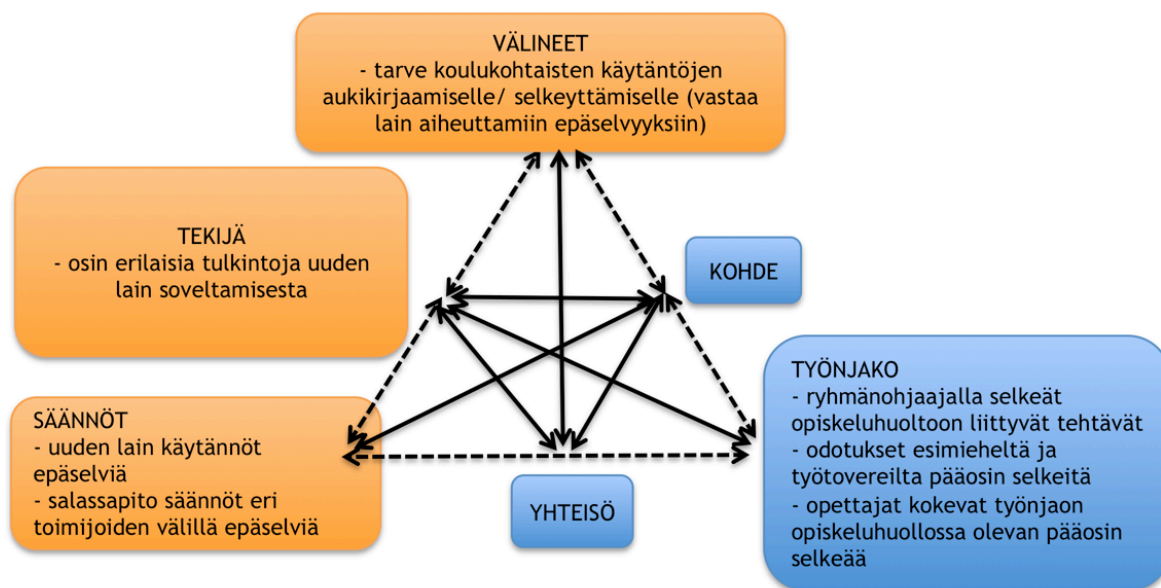 VÄLINEET
- tarve koulukohtaisten käytäntöjen
aukikirjaamiselle/ selkeyttämiselle (vastaa
lain aiheuttamiin epäselvyyksiin)
TEKIJÄ
- osin erilaisia tulkintoja uuden
lain soveltamisesta
KOHDE
SÄÄNNÖT
- uuden lain käytännöt
epäselviä
- salassapito säännöt eri
toimijoiden välillä epäselviä
YHTEISÖ
TYÖNJAKO
- ryhmänohjaajalla selkeät
opiskeluhuoltoon liittyvät tehtävät
- odotukset esimieheltä ja
työtovereilta pääosin selkeitä
- opettajat kokevat työnjaon
opiskeluhuollossa olevan pääosin
selkeää